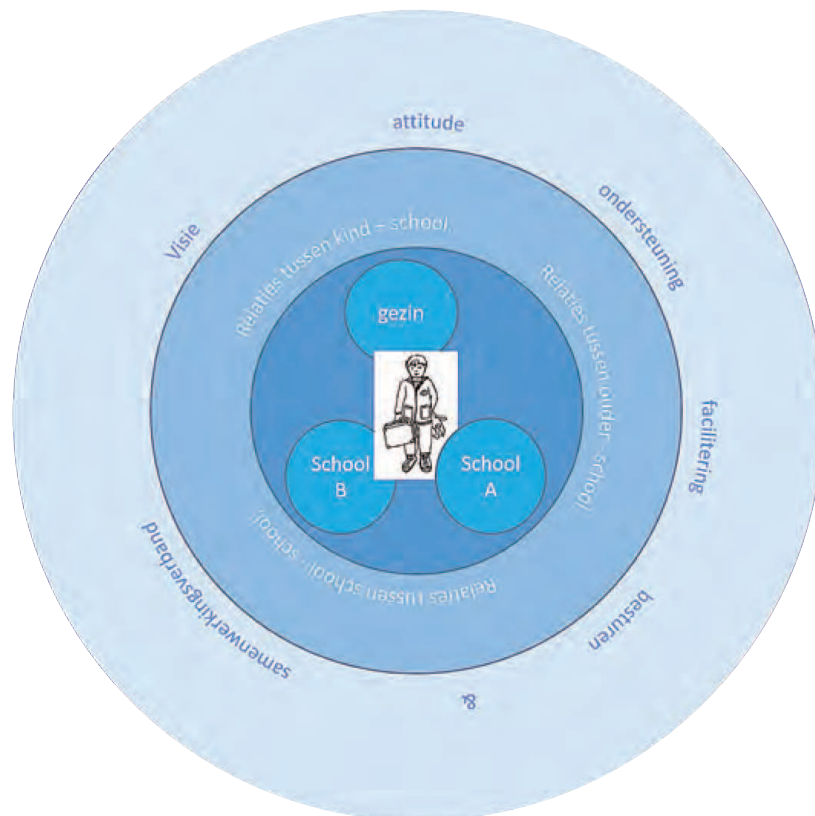 Visie
attitude
ondersteuning
facilitering
besturen
&
samenwerkingsverband
Relaties tussen kind – school,
Relaties tussen ouder - school
Relaties tussen school - school,
gezin
School
B
School
A